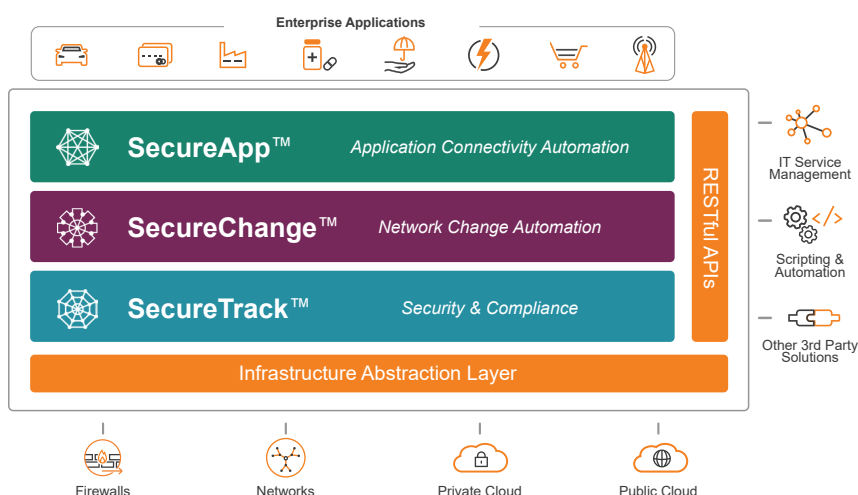 Enterprise Applications
SecureApp™ Application Connectivity Automation
SecureChange™ Network Change Automation
SecureTrack™ Security & Compliance
RESTful APIs
Infrastructure Abstraction Layer
IT Service
Management
</>
Scripting &
Automation
Other 3rd Party
Solutions
Firewalls
Networks
Private Cloud
Public Cloud